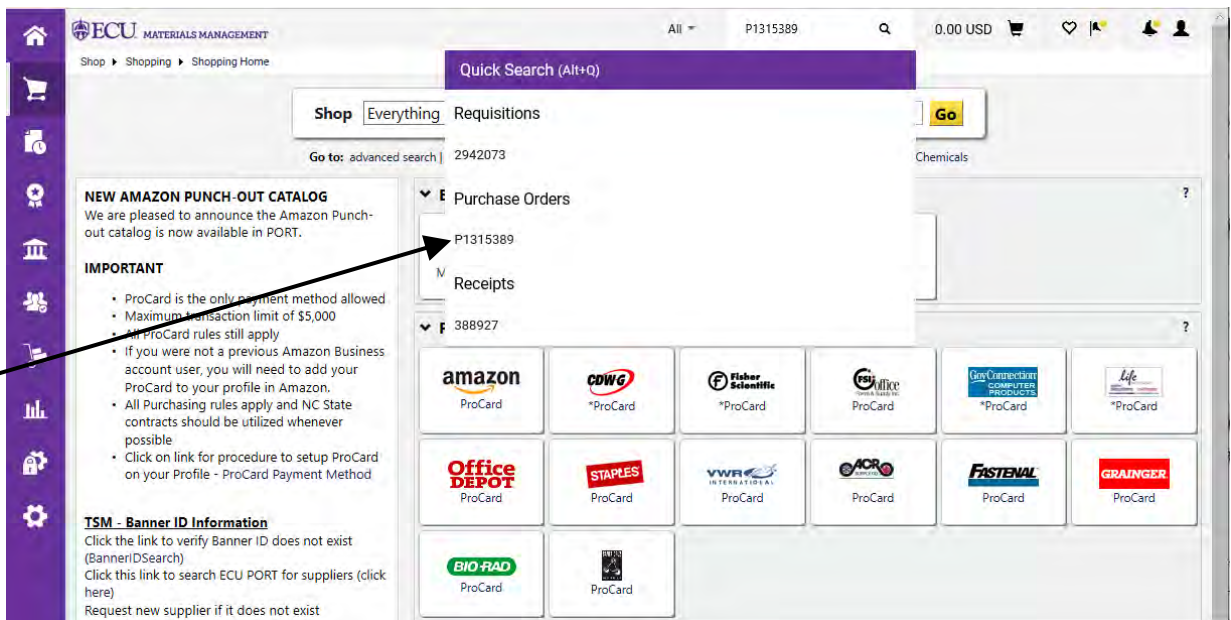 ECU MATERIALS MANAGEMENT
All P1315389 0.00 USD
Shop Shopping Shopping Home
Quick Search (Alt+Q)
Requisitions
2942073
Purchase Orders
P1315389
Receipts
388927
Shop Everything Go
Go to: advanced search | Chemicals
NEW AMAZON PUNCH-OUT CATALOG
We are pleased to announce the Amazon Punch-
out catalog is now available in PORT.
IMPORTANT
• ProCard is the only payment method allowed
• Maximum transaction limit of $5,000
• All ProCard rules still apply
• If you were not a previous Amazon Business
account user, you will need to add your
ProCard to your profile in Amazon.
• All Purchasing rules apply and NC State
contracts should be utilized whenever
possible
• Click on link for procedure to setup ProCard
on your Profile - ProCard Payment Method
TSM - Banner ID Information
Click the link to verify Banner ID does not exist
(BannerIDSearch)
Click this link to search ECU PORT for suppliers (click
here)
Request new supplier if it does not exist
E ?
M
P ?
amazon
ProCard
CDWG
*ProCard
Fisher
Scientific
*ProCard
FSI office
ProCard
GovConnection
COMPUTER
PRODUCTS
*ProCard
life
*ProCard
Office
DEPOT
ProCard
STAPLES
ProCard
VWR
INTERNATIONAL
ProCard
ACR
ProCard
FASTENAL
ProCard
GRAINGER
ProCard
BIO-RAD
ProCard
ProCard